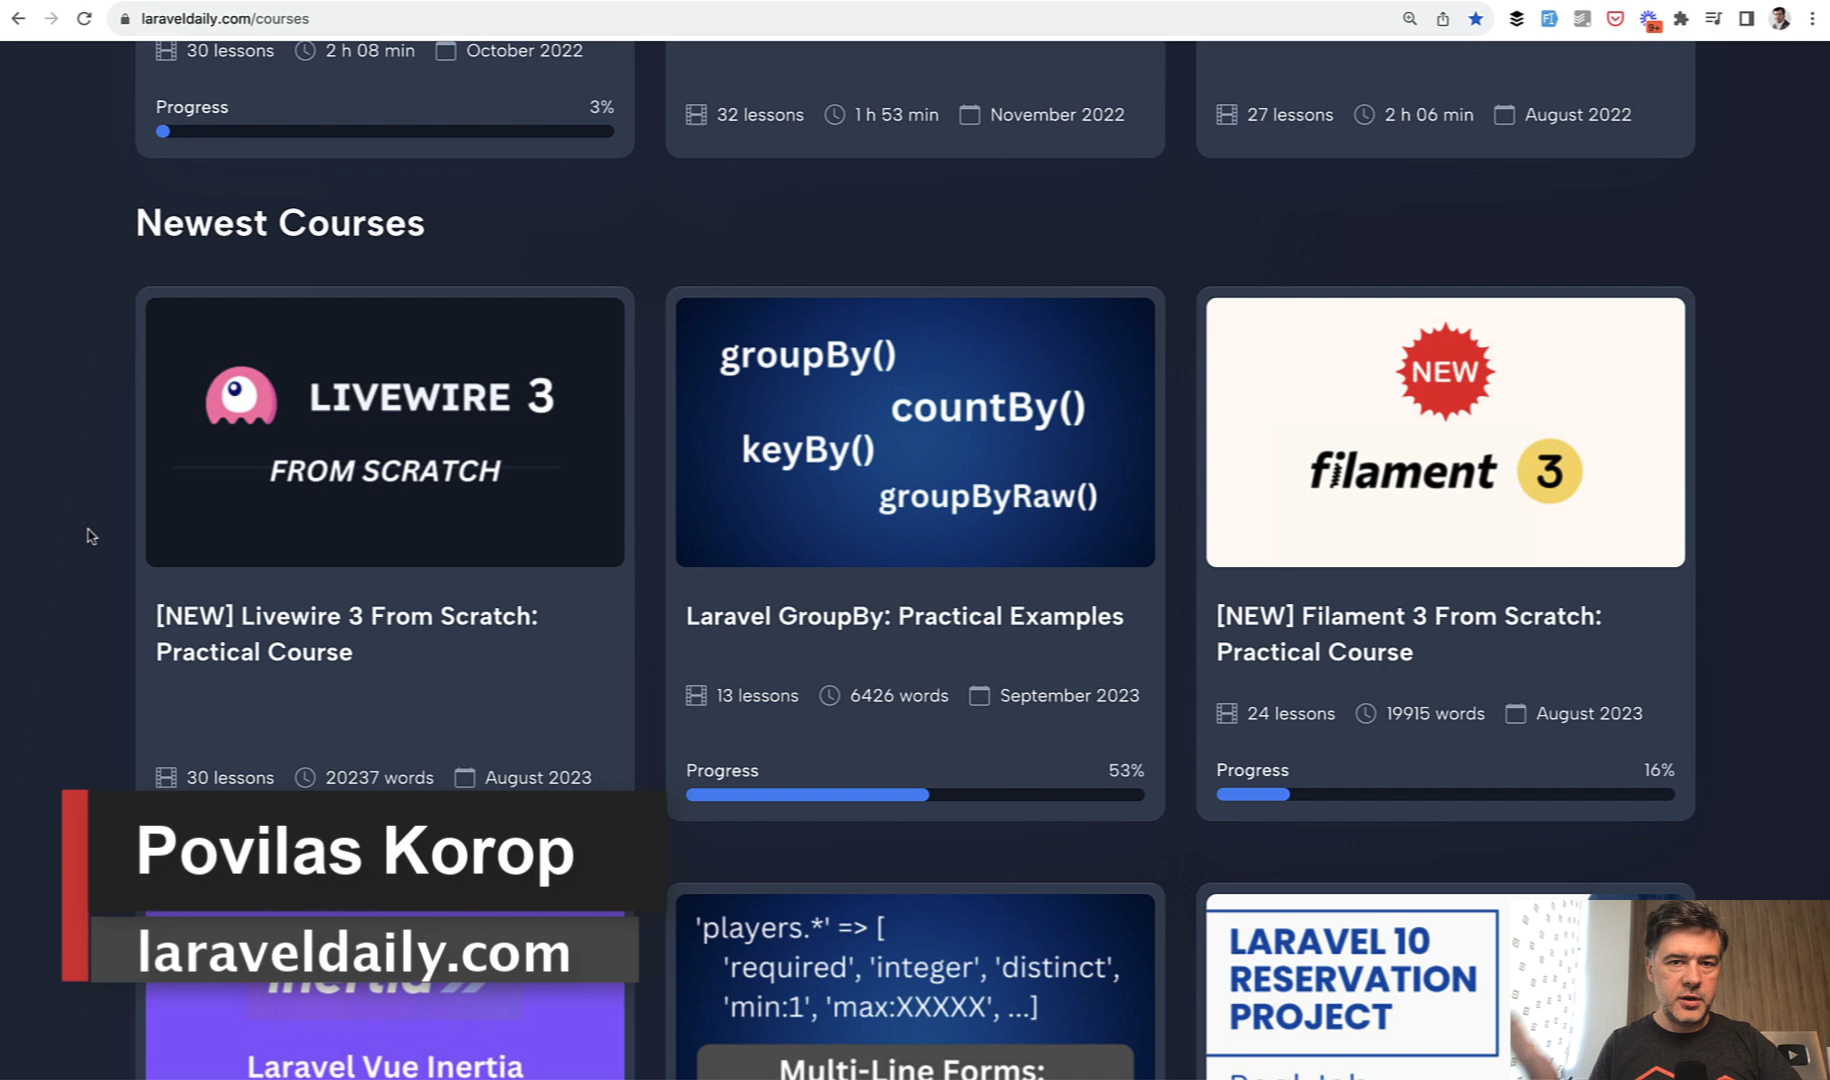 laraveldaily.com/courses
9+
30 lessons 2 h 08 min October 2022
Progress 3%
32 lessons 1 h 53 min November 2022
27 lessons 2 h 06 min August 2022
Newest Courses
LIVEWIRE 3
FROM SCRATCH
[NEW] Livewire 3 From Scratch:
Practical Course
30 lessons 20237 words August 2023
groupBy()
countBy()
keyBy()
groupByRaw()
Laravel GroupBy: Practical Examples
13 lessons 6426 words September 2023
Progress 53%
NEW
filament 3
[NEW] Filament 3 From Scratch:
Practical Course
24 lessons 19915 words August 2023
Progress 16%
Povilas Korop
laraveldaily.com
Laravel Vue Inertia
'players.*' => [
'required', 'integer', 'distinct',
'min:1', 'max:XXXXX', ...]
Multi-Line Forms:
LARAVEL 10
RESERVATION
PROJECT